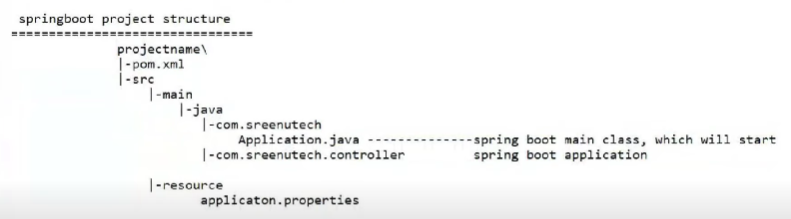 springboot project structure
================================
projectname\
|-pom.xml
|-src
|-main
|-java
|-com.sreenutech
Application.java --------------spring boot main class, which will start
|-com.sreenutech.controller spring boot application
|-resource
applicaton.properties